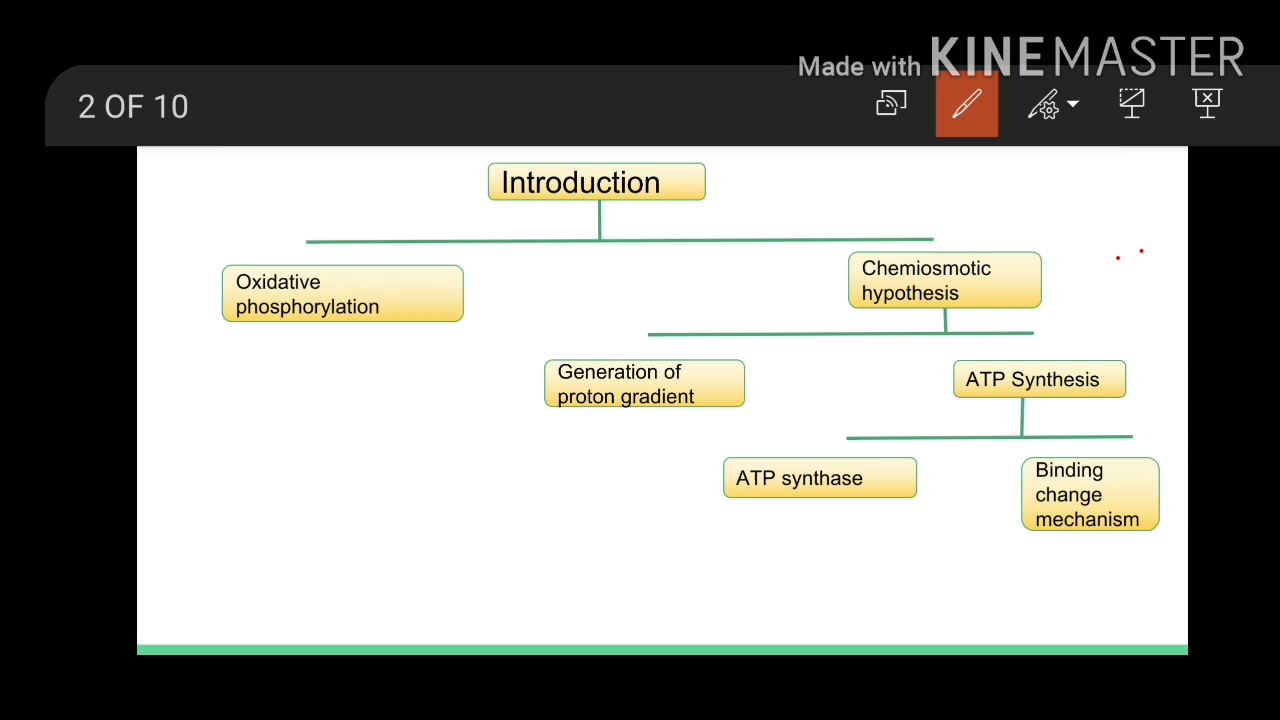 Made with KINEMASTER
2 OF 10
Introduction
Oxidative
phosphorylation
Chemiosmotic
hypothesis
Generation of
proton gradient
ATP Synthesis
ATP synthase
Binding
change
mechanism